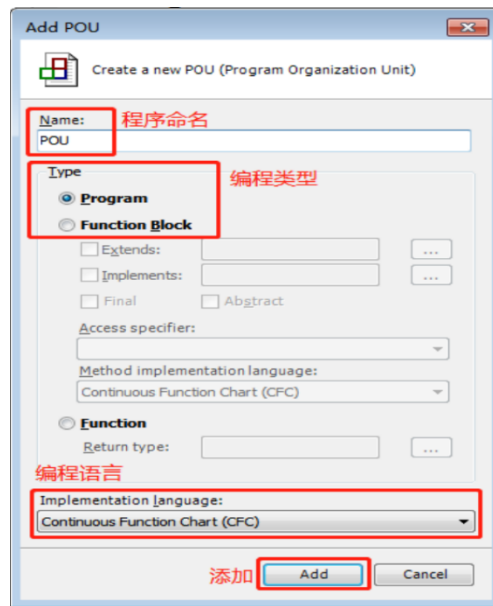 Add POU
Create a new POU (Program Organization Unit)
Name: 程序命名
POU
Type
编程类型
Program
Function Block
Extends: ...
Implements: ...
Final Abstract
Access specifier:
Method implementation language:
Continuous Function Chart (CFC)
Function
Return type: ...
编程语言
Implementation language:
Continuous Function Chart (CFC)
添加 Add Cancel